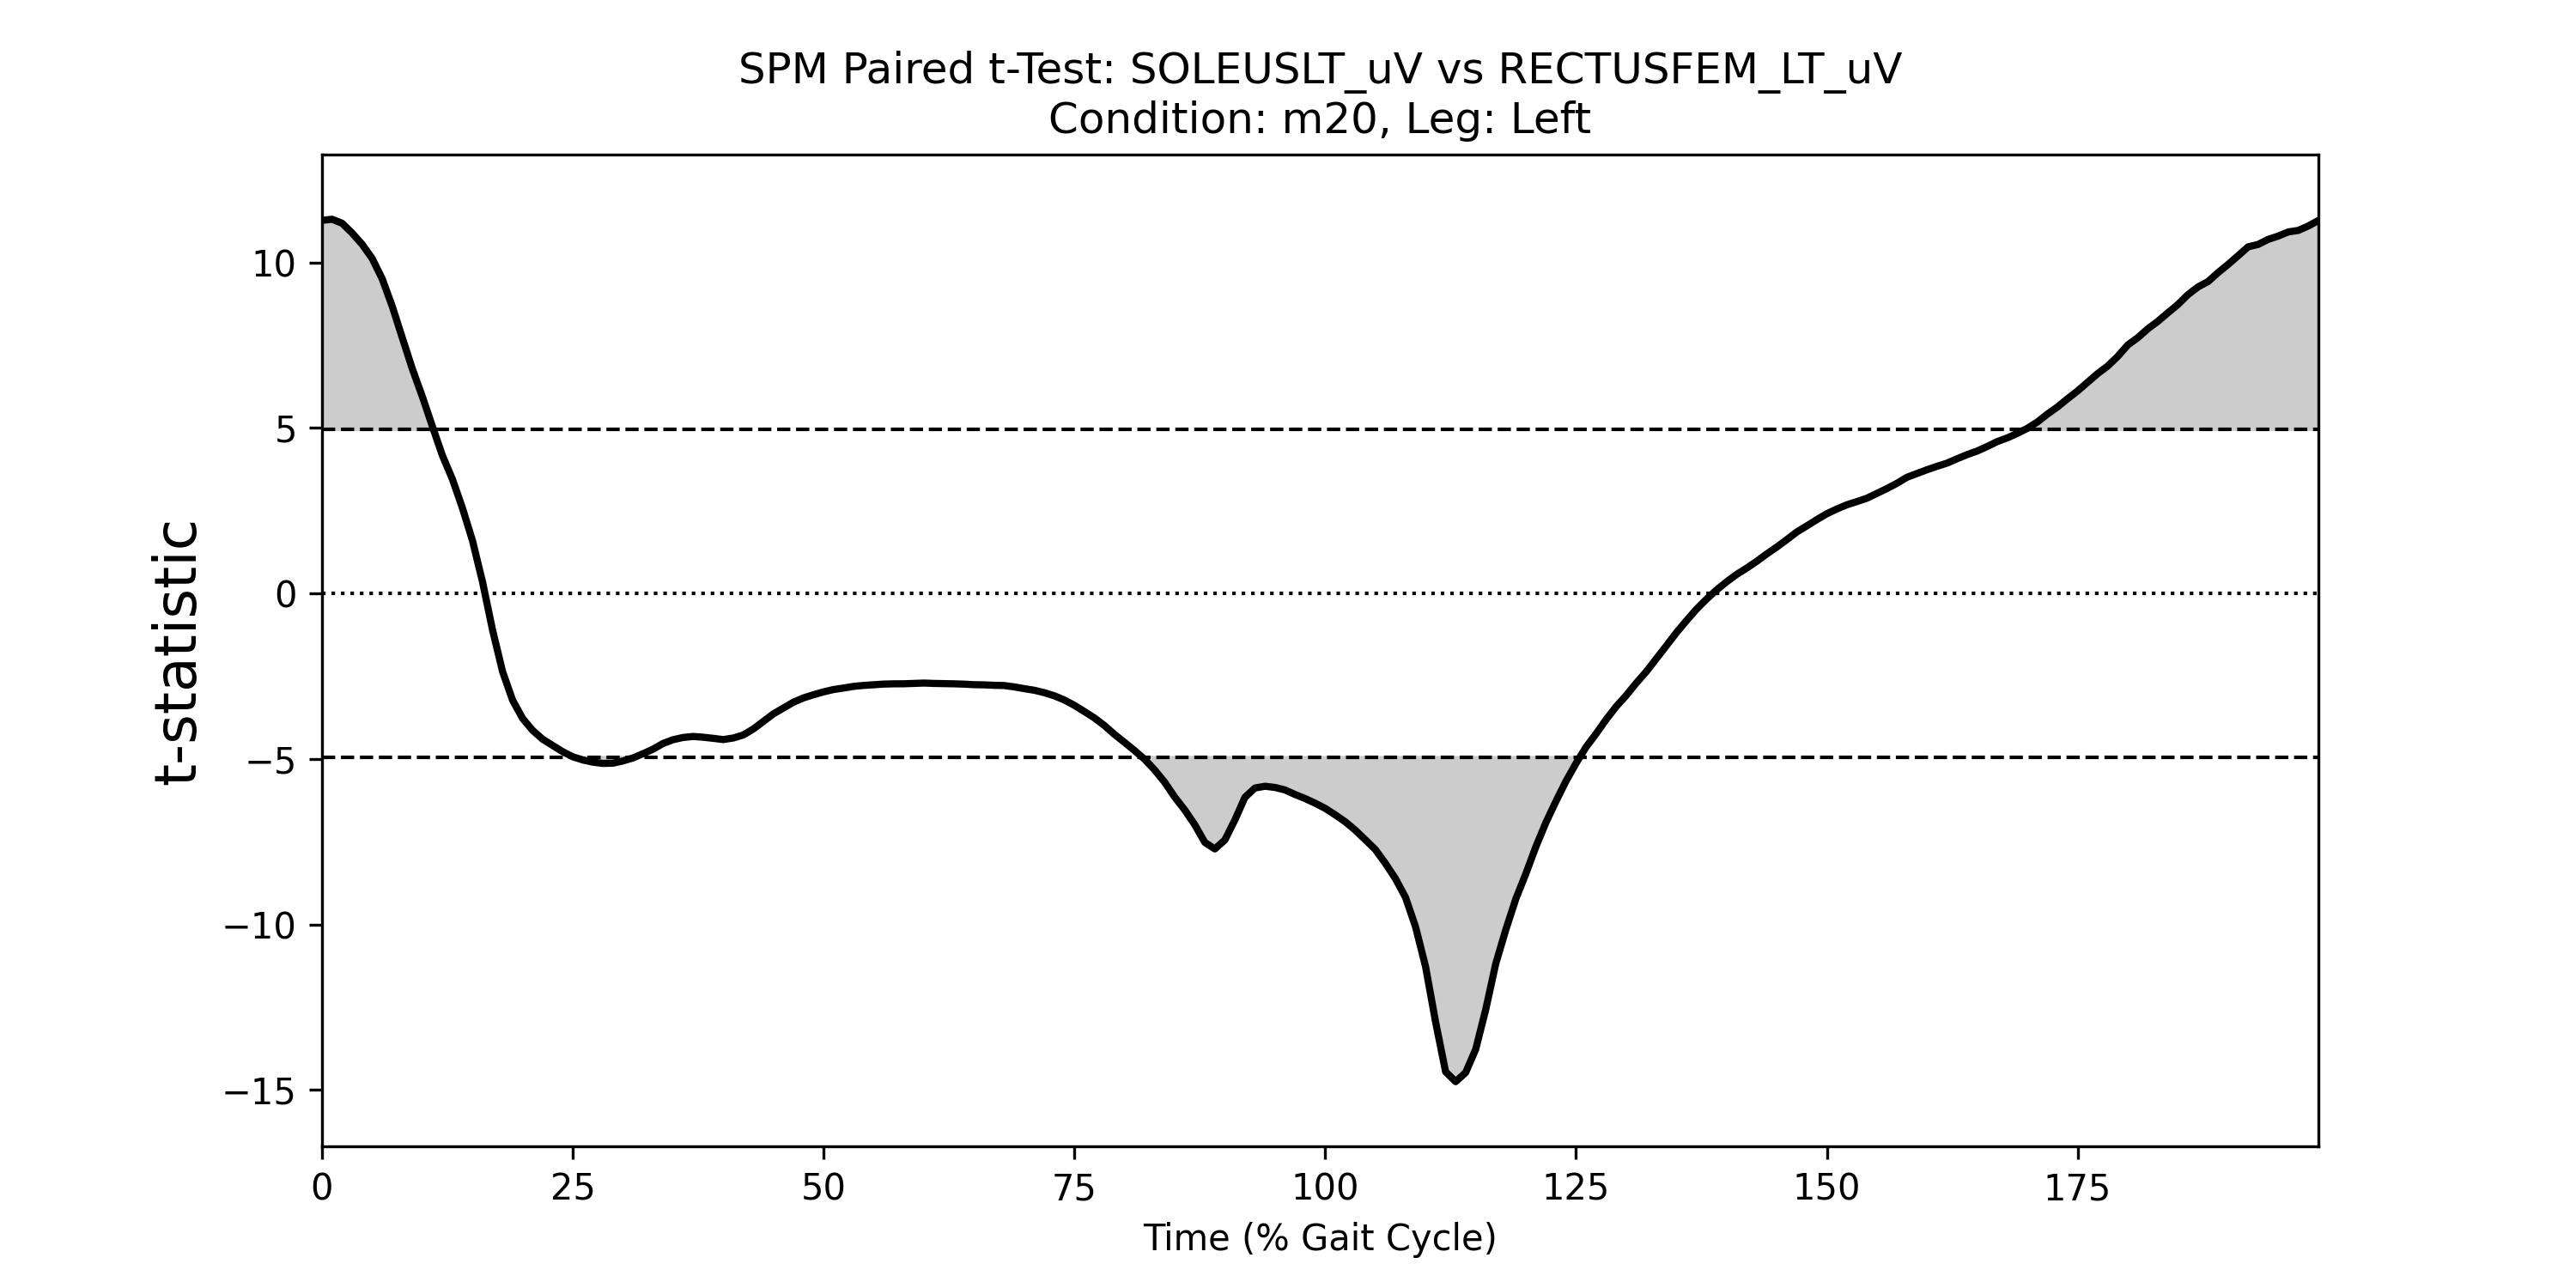 SPM Paired t-Test: SOLEUSLT_uV vs RECTUSFEM_LT_uV
Condition: m20, Leg: Left
t-statistic
10
5
0
−5
−10
−15
0 25 50 75 100 125 150 175
Time (% Gait Cycle)